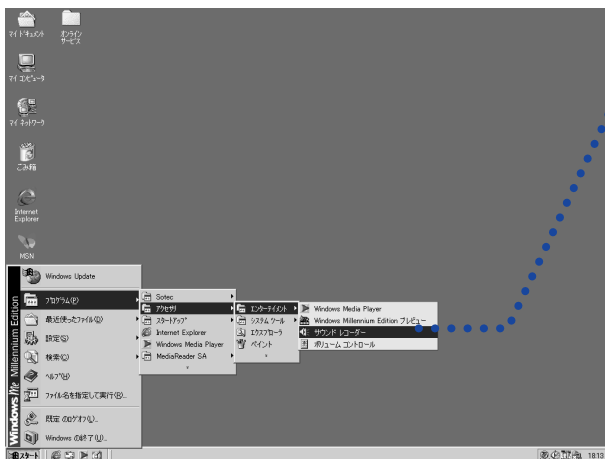 マイ ドキュメント
オンライン
サービス
マイ コンピュータ
マイ ネットワーク
ごみ箱
Internet
Explorer
MSN
Windows Me Millennium Edition
Windows Update
プログラム(P)
最近使ったファイル(D)
設定(S)
検索(C)
ヘルプ(H)
ファイル名を指定して実行(R)...
既定 のログオフ(L)...
Windows の終了(U)...
Sotec
アクセサリ
スタートアップ
Internet Explorer
Windows Media Player
MediaReader SA
エンターテイメント
システム ツール
エクスプローラ
ペイント
Windows Media Player
Windows Millennium Edition プレビュー
サウンド レコーダー
ボリューム コントロール
スタート
18:13